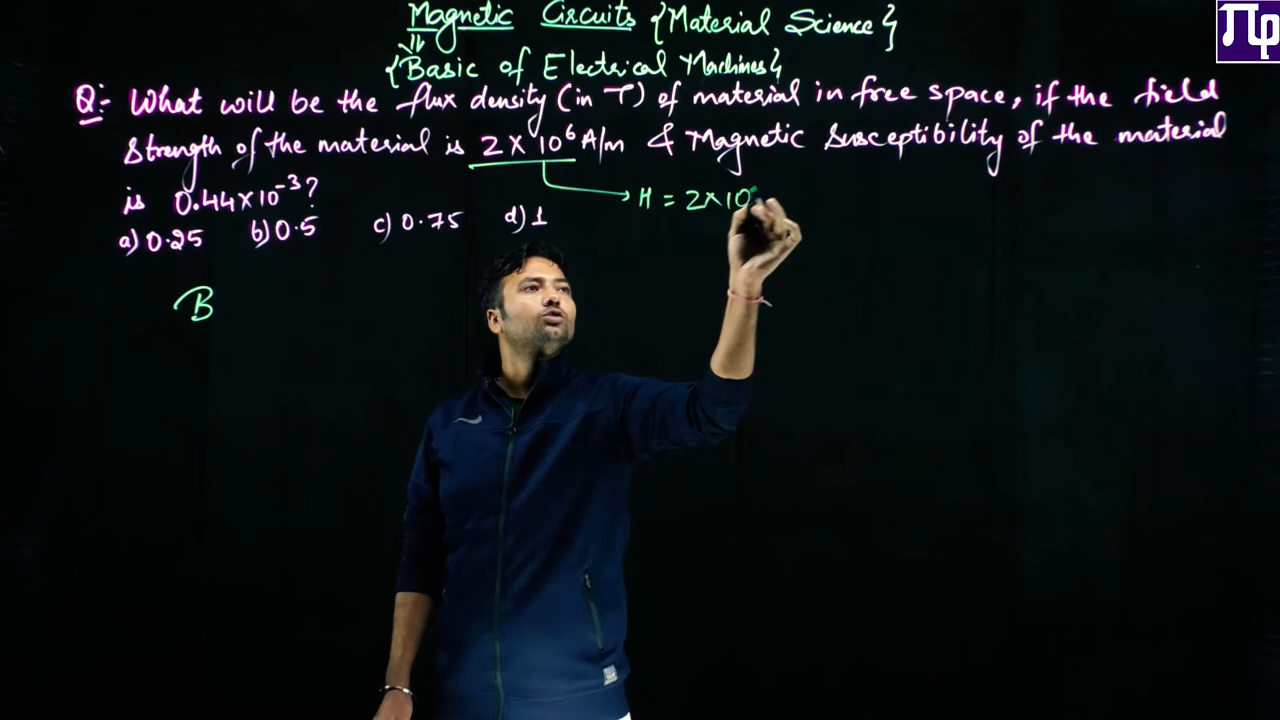 Magnetic Circuits {Material Science}
⇓
{Basic of Electrical Machines}
Q:- What will be the flux density (in T) of material in free space, if the field
strength of the material is 2 × 10⁶ A/m & Magnetic Susceptibility of the material
is 0.44×10⁻³?
H = 2×10
a) 0.25 b) 0.5 c) 0.75 d) 1
B
πφ